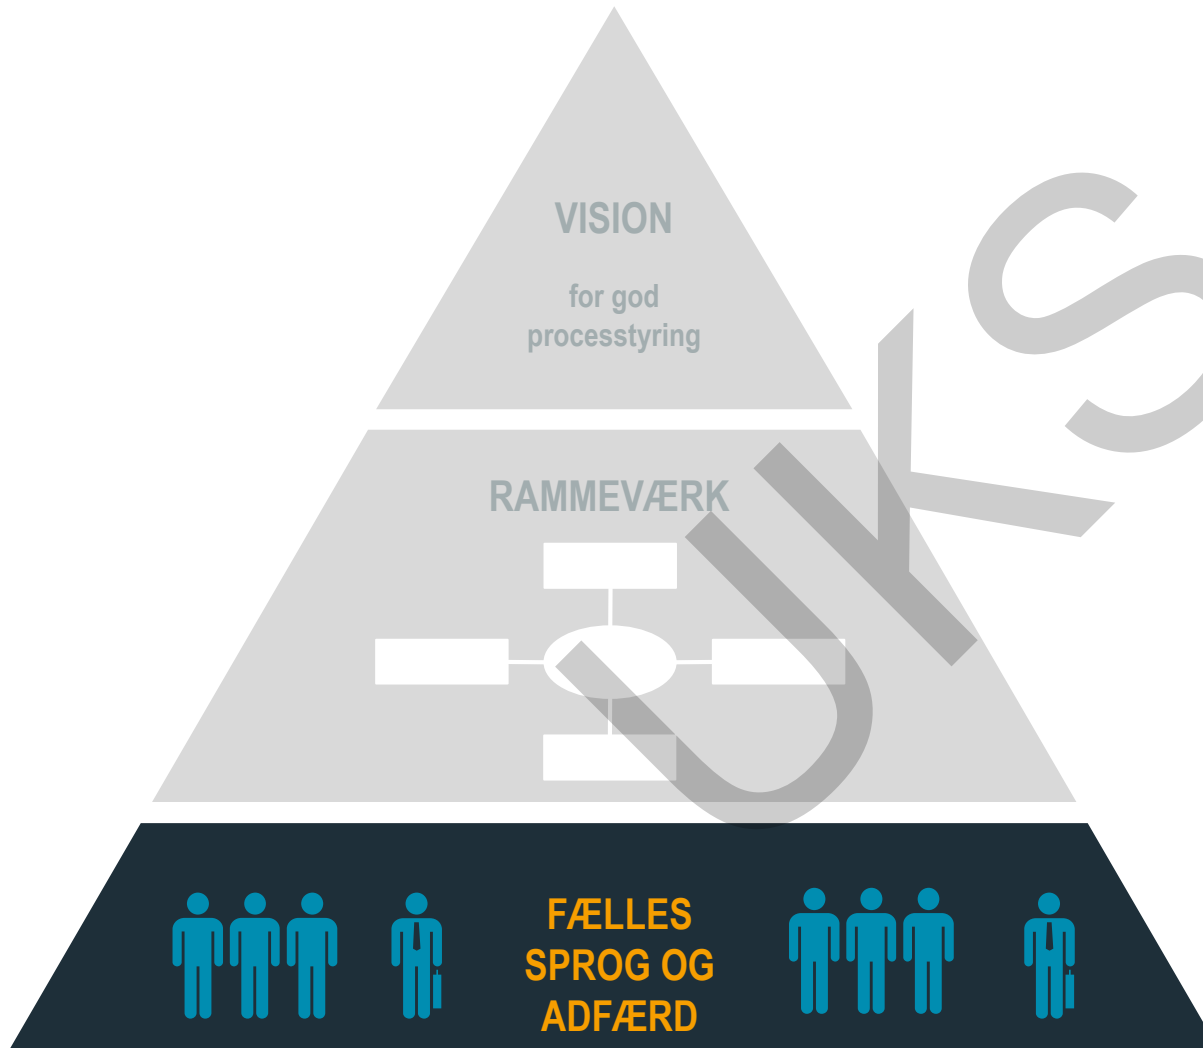 VISION
for god
processtyring
RAMMEVÆRK
UKS
FÆLLES
SPROG OG
ADFÆRD